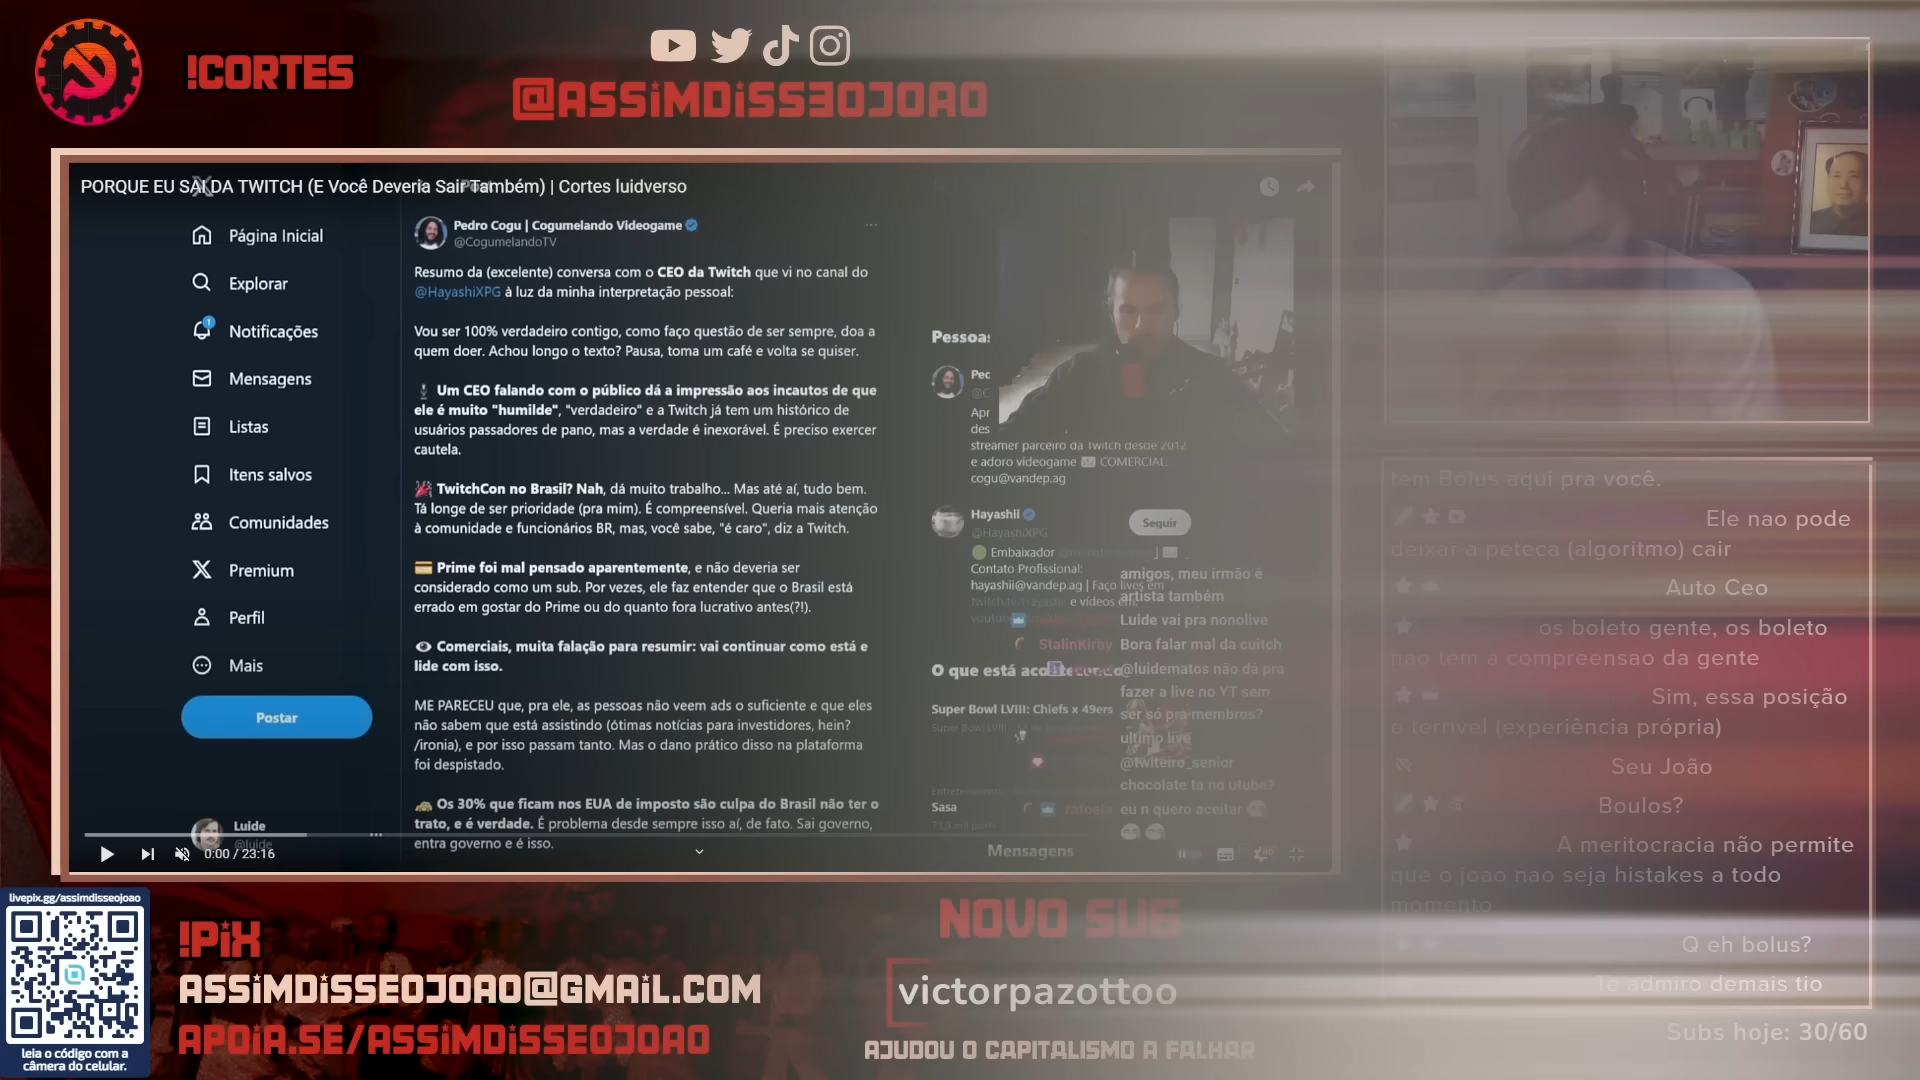 !CORTES
@ASSIMDISSEOJOAO
PORQUE EU SAÍ DA TWITCH (E Você Deveria Sair Também) | Cortes luidverso
Página Inicial
Explorar
1
Notificações
Mensagens
Listas
Itens salvos
Comunidades
Premium
Perfil
Mais
Postar
Luide
@luide
0:00 / 23:16
Pedro Cogu | Cogumelando Videogame
@CogumelandoTV
Resumo da (excelente) conversa com o CEO da Twitch que vi no canal do
@HayashiXPG à luz da minha interpretação pessoal:
Vou ser 100% verdadeiro contigo, como faço questão de ser sempre, doa a
quem doer. Achou longo o texto? Pausa, toma um café e volta se quiser.
Um CEO falando com o público dá a impressão aos incautos de que
ele é muito "humilde", "verdadeiro" e a Twitch já tem um histórico de
usuários passadores de pano, mas a verdade é inexorável. É preciso exercer
cautela.
TwitchCon no Brasil? Nah, dá muito trabalho... Mas até aí, tudo bem.
Tá longe de ser prioridade (pra mim). É compreensível. Queria mais atenção
à comunidade e funcionários BR, mas, você sabe, "é caro", diz a Twitch.
Prime foi mal pensado aparentemente, e não deveria ser
considerado como um sub. Por vezes, ele faz entender que o Brasil está
errado em gostar do Prime ou do quanto fora lucrativo antes(?!).
Comerciais, muita falação para resumir: vai continuar como está e
lide com isso.
ME PARECEU que, pra ele, as pessoas não veem ads o suficiente e que eles
não sabem que está assistindo (ótimas notícias para investidores, hein?
/ironia), e por isso passam tanto. Mas o dano prático disso na plataforma
foi despistado.
Os 30% que ficam nos EUA de imposto são culpa do Brasil não ter o
trato, e é verdade. É problema desde sempre isso aí, de fato. Sai governo,
entra governo e é isso.
Pessoas
Ped
@C
Apr
des
streamer parceiro da Twitch desde 2012
e adoro videogame COMERCIAL:
cogu@vandep.ag
Hayashii
@HayashiXPG
Seguir
Embaixador
Contato Profissional:
hayashii@vandep.ag | Faço lives em
twitch.tv/Hayashii e vídeos em:
O que está acontecendo
Super Bowl LVIII: Chiefs x 49ers
Super Bowl LVIII
Sasa
Mensagens
amigos, meu irmão é
artista também
Luide vai pra nonolive
StalinKirby Bora falar mal da cuitch
@luidematos não dá pra
fazer a live no YT sem
ser só pra membros?
ultimo live
@twiteiro_senior
chocolate ta no utube?
rafaela eu n quero aceitar
tem Bolus aqui pra você.
Ele nao pode
deixar a peteca (algoritmo) cair
Auto Ceo
os boleto gente, os boleto
nao tem a compreensao da gente
Sim, essa posição
é terrivel (experiência própria)
Seu João
Boulos?
A meritocracia não permite
que o joao nao seja histakes a todo
momento
Q eh bolus?
Te admiro demais tio
Subs hoje: 30/60
livepix.gg/assimdisseojoao
leia o código com a
câmera do celular.
!PIX
ASSIMDISSEOJOAO@GMAIL.COM
APOIA.SE/ASSIMDISSEOJOAO
NOVO SUB
victorpazottoo
AJUDOU O CAPITALISMO A FALHAR